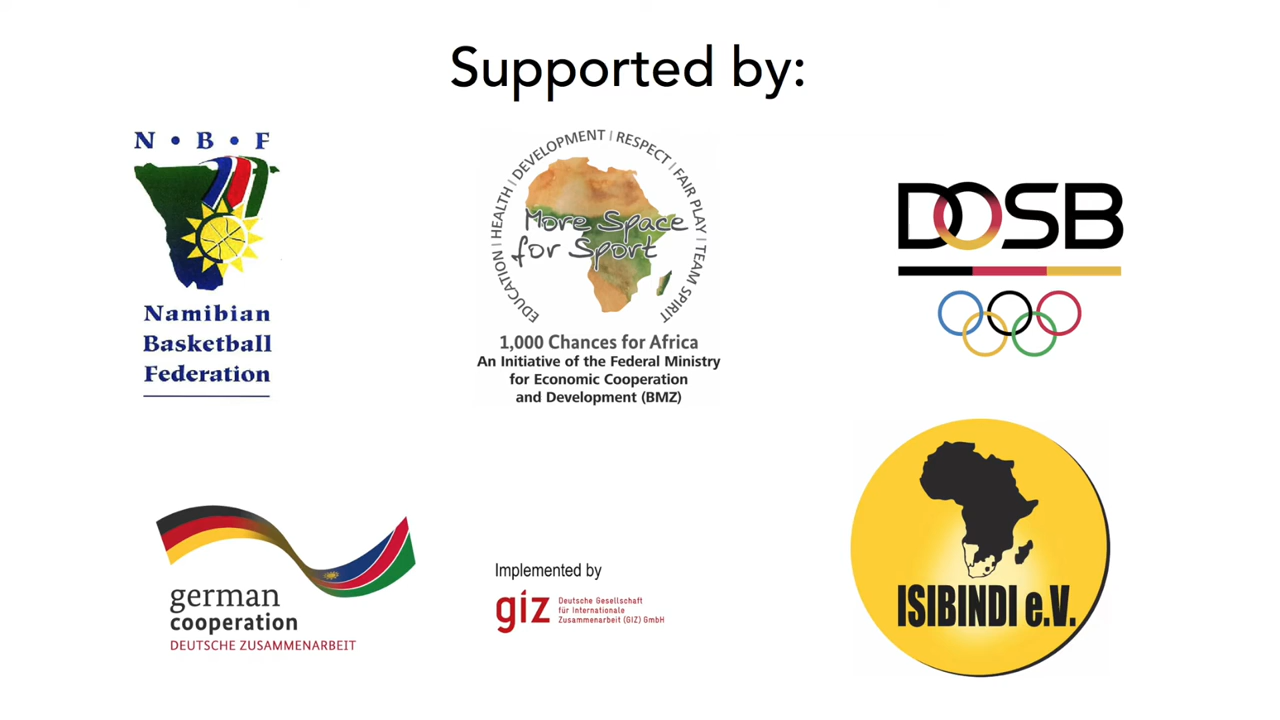 Supported by:
N • B • F
Namibian
Basketball
Federation
EDUCATION | HEALTH | DEVELOPMENT | RESPECT | FAIR PLAY | TEAM SPIRIT
More Space
for Sport
1,000 Chances for Africa
An Initiative of the Federal Ministry
for Economic Cooperation
and Development (BMZ)
DOSB
german
cooperation
DEUTSCHE ZUSAMMENARBEIT
Implemented by
giz
Deutsche Gesellschaft
für Internationale
Zusammenarbeit (GIZ) GmbH
ISIBINDI e.V.